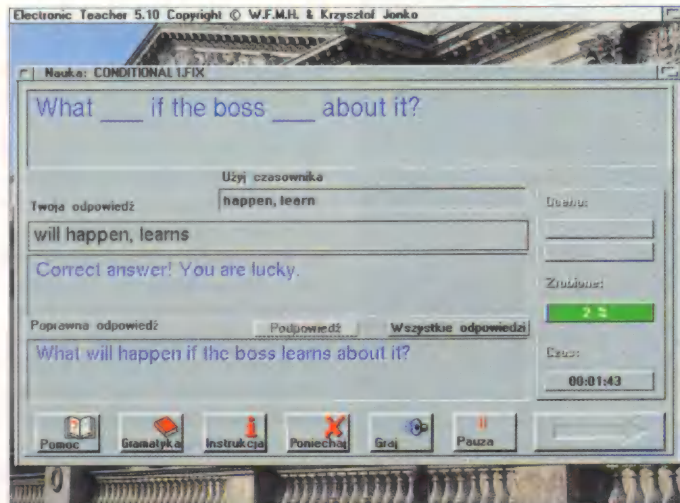 Electronic Teacher 5.10 Copyright © W.F.M.H. & Krzysztof Jonko
Nauka: CONDITIONAL 1.FIX
What ___ if the boss ___ about it?
Użyj czasownika
happen, learn
Twoja odpowiedź
will happen, learns
Correct answer! You are lucky.
Poprawna odpowiedź
Podpowiedź
Wszystkie odpowiedzi
What will happen if the boss learns about it?
Ocena:
Zrobione:
2 %
Czas:
00:01:43
Pomoc
Gramatyka
Instrukcja
Poniechaj
Graj
Pauza